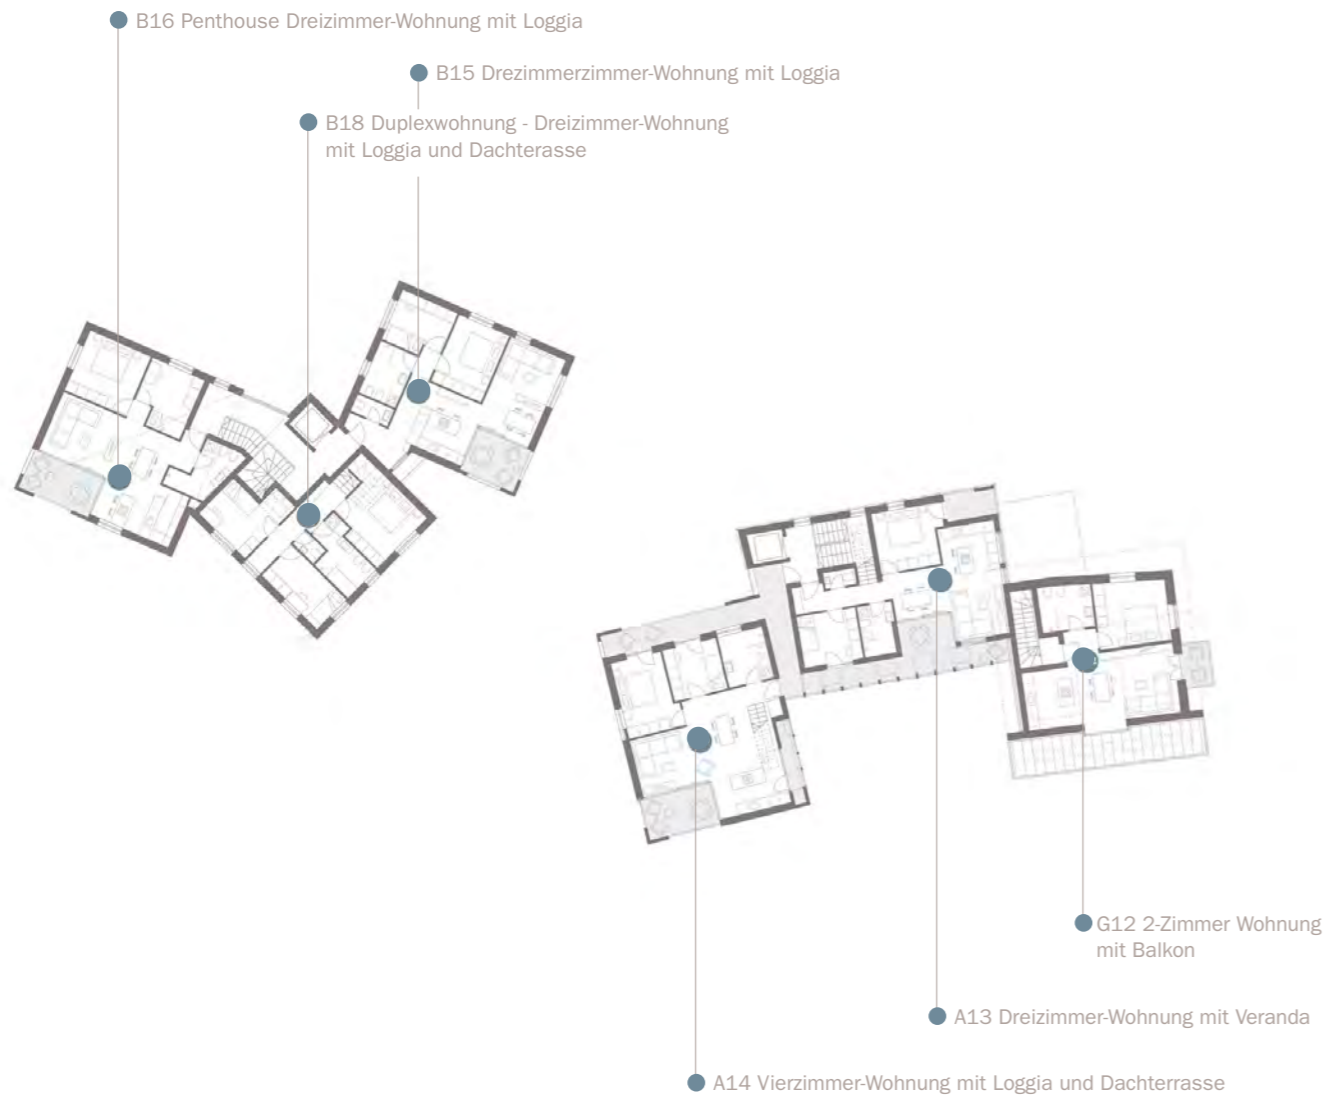 B16 Penthouse Dreizimmer-Wohnung mit Loggia
B15 Drezimmerzimmer-Wohnung mit Loggia
B18 Duplexwohnung - Dreizimmer-Wohnung
mit Loggia und Dachterasse
G12 2-Zimmer Wohnung
mit Balkon
A13 Dreizimmer-Wohnung mit Veranda
A14 Vierzimmer-Wohnung mit Loggia und Dachterrasse